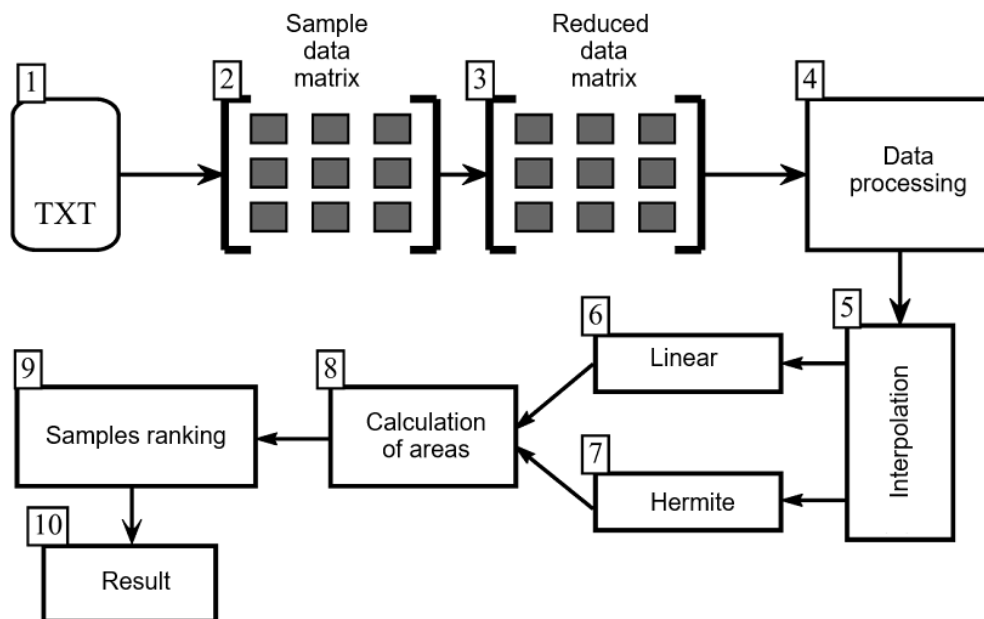 1
TXT
2
Sample
data
matrix
3
Reduced
data
matrix
4
Data
processing
5
Interpolation
6
Linear
7
Hermite
8
Calculation
of areas
9
Samples ranking
10
Result